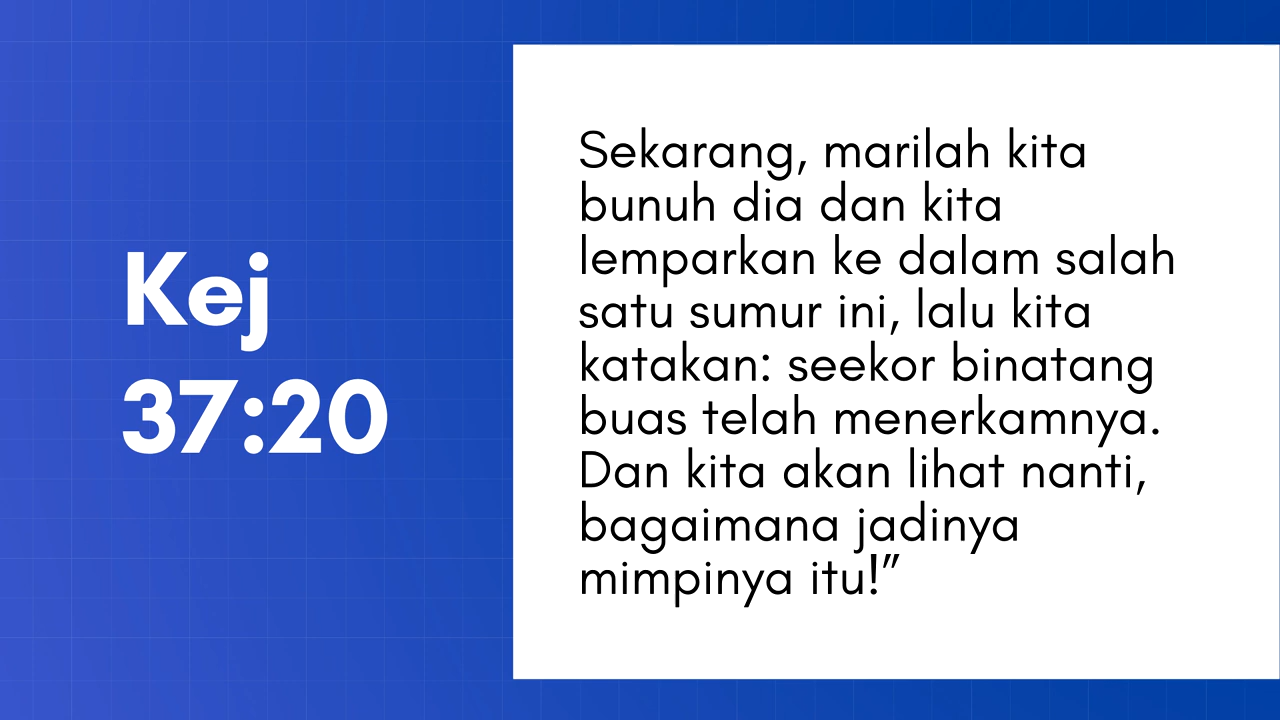 Kej
37:20
Sekarang, marilah kita
bunuh dia dan kita
lemparkan ke dalam salah
satu sumur ini, lalu kita
katakan: seekor binatang
buas telah menerkamnya.
Dan kita akan lihat nanti,
bagaimana jadinya
mimpinya itu!”